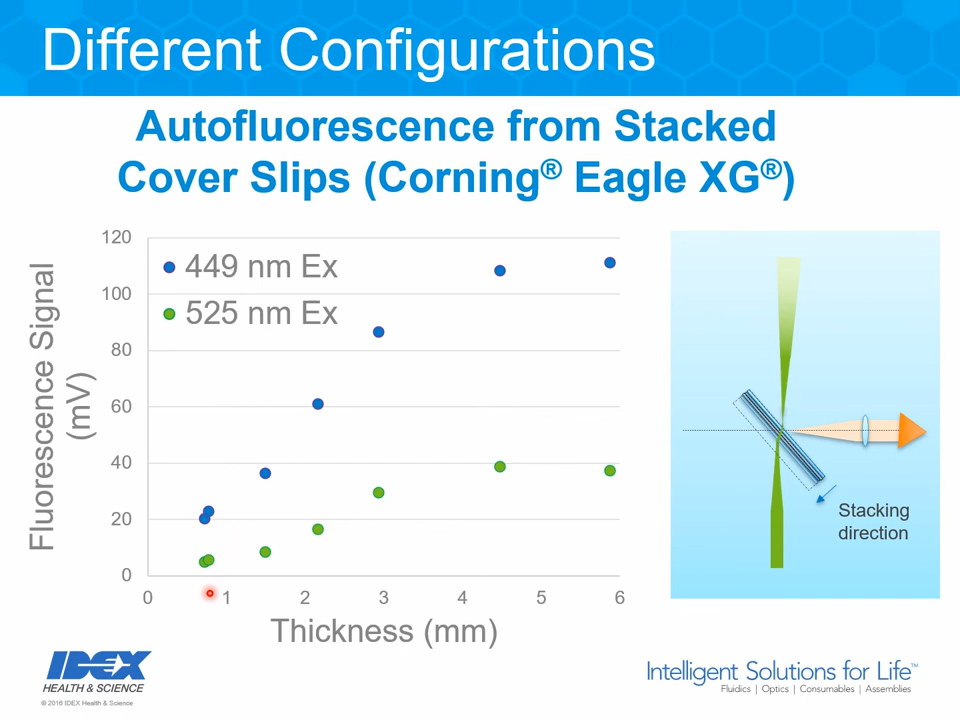 Different Configurations
Autofluorescence from Stacked
Cover Slips (Corning® Eagle XG®)
Fluorescence Signal
(mV)
120
100
80
60
40
20
0
449 nm Ex
525 nm Ex
0 1 2 3 4 5 6
Thickness (mm)
Stacking
direction
IDEX
HEALTH & SCIENCE
© 2016 IDEX Health & Science
Intelligent Solutions for Life™
Fluidics | Optics | Consumables | Assemblies